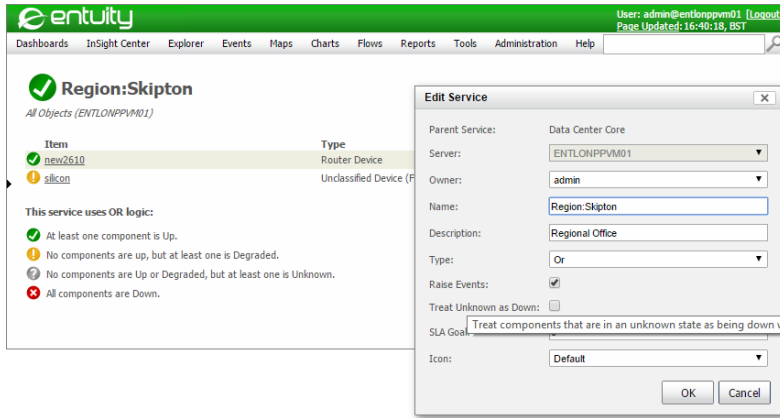 entuity
User: admin@entlonppvm01 [Logout
Page Updated: 16:40:18, BST
Dashboards InSight Center Explorer Events Maps Charts Flows Reports Tools Administration Help
Region:Skipton
All Objects (ENTLONPPVM01)
Item Type
new2610 Router Device
silicon Unclassified Device (F
This service uses OR logic:
At least one component is Up.
No components are up, but at least one is Degraded.
No components are Up or Degraded, but at least one is Unknown.
All components are Down.
Edit Service
Parent Service: Data Center Core
Server: ENTLONPPVM01
Owner: admin
Name: Region:Skipton
Description: Regional Office
Type: Or
Raise Events:
Treat Unknown as Down:
Treat components that are in an unknown state as being down w
SLA Goal
Icon: Default
OK Cancel